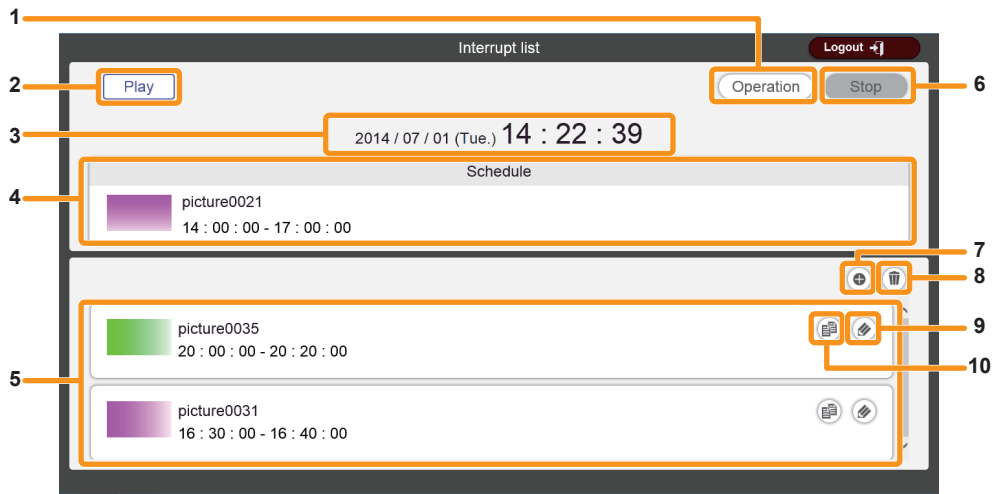 1
Interrupt list
Logout
2
Play
Operation
Stop
6
3
2014 / 07 / 01 (Tue.) 14 : 22 : 39
Schedule
4
picture0021
14 : 00 : 00 - 17 : 00 : 00
7
8
picture0035
9
20 : 00 : 00 - 20 : 20 : 00
10
5
picture0031
16 : 30 : 00 - 16 : 40 : 00